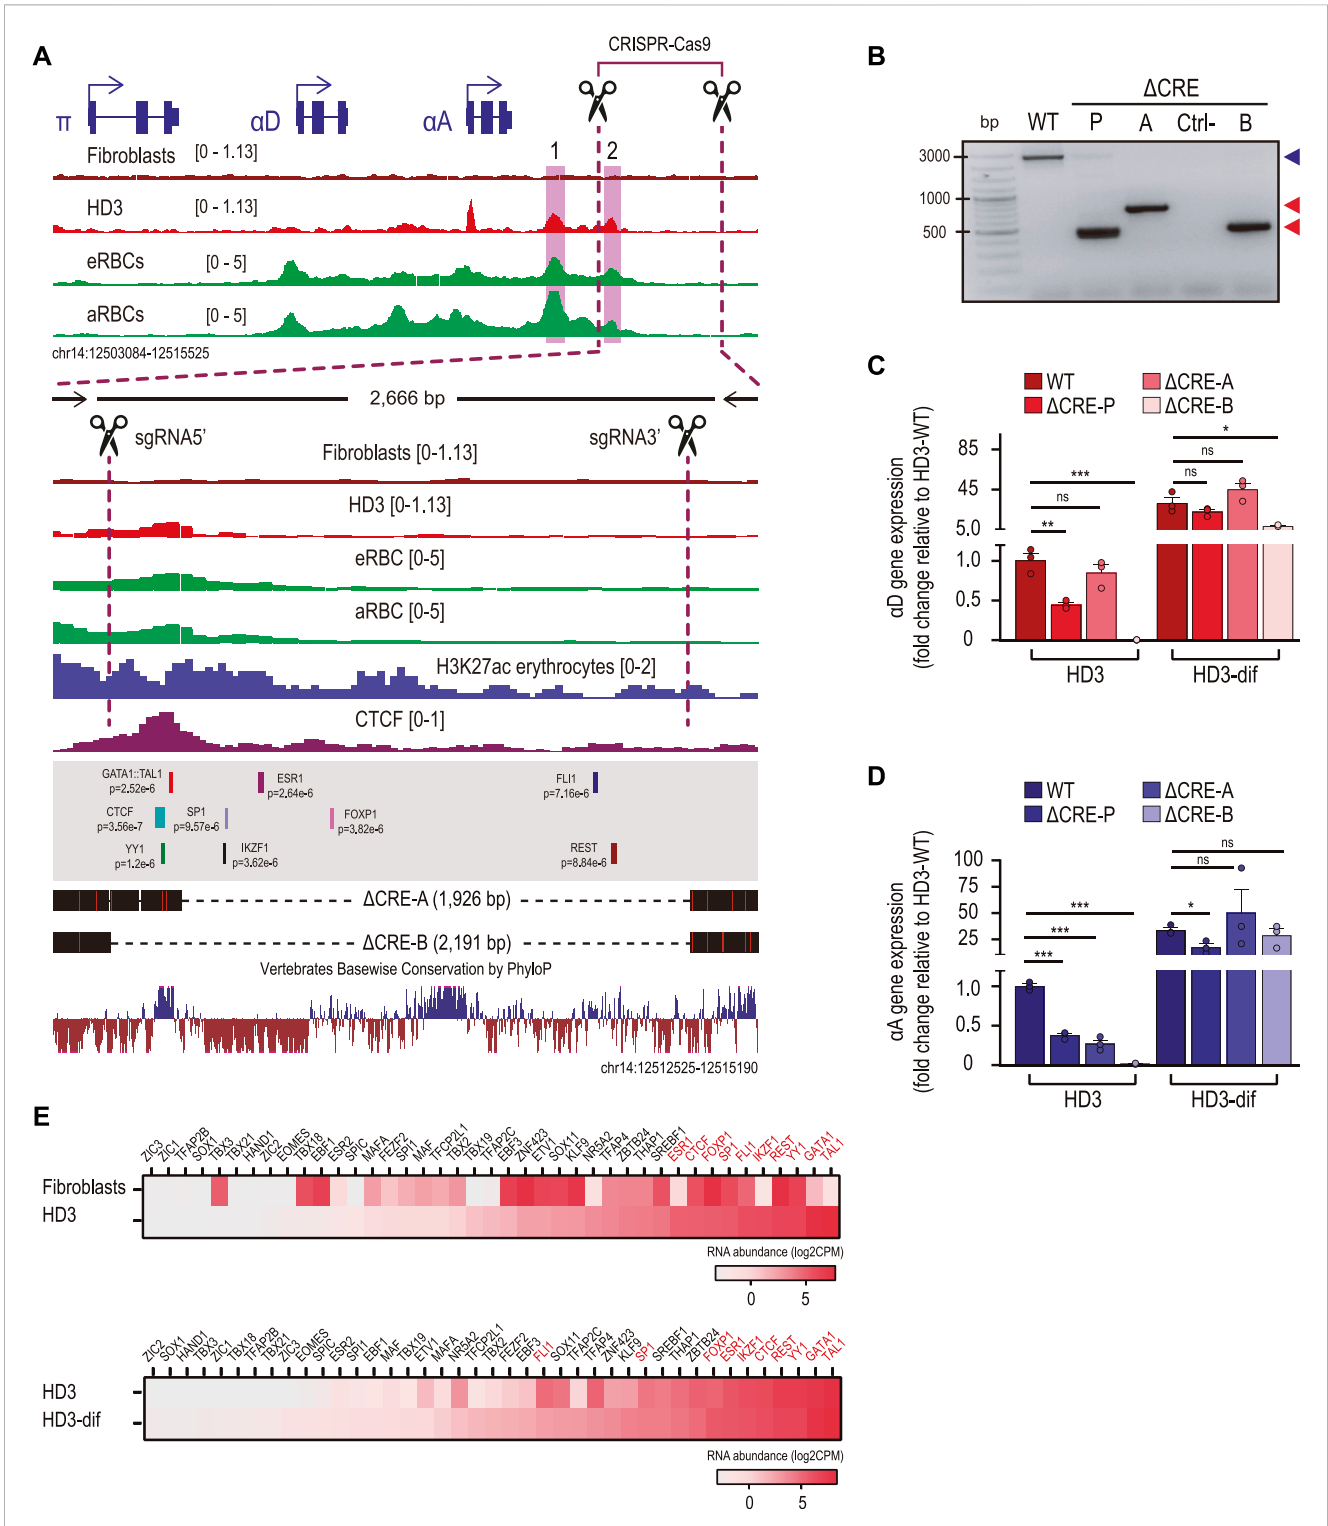 A
CRISPR-Cas9
π
αD
αA
Fibroblasts [0 - 1.13]
1 2
HD3 [0 - 1.13]
eRBCs [0 - 5]
aRBCs [0 - 5]
chr14:12503084-12515525
2,666 bp
sgRNA5’ sgRNA3’
Fibroblasts [0-1.13]
HD3 [0-1.13]
eRBC [0-5]
aRBC [0-5]
H3K27ac erythrocytes [0-2]
CTCF [0-1]
GATA1::TAL1
p=2.52e-6
ESR1
p=2.64e-6
FLI1
p=7.16e-6
CTCF
p=3.56e-7
SP1
p=9.57e-6
FOXP1
p=3.82e-6
YY1
p=1.2e-6
IKZF1
p=3.62e-6
REST
p=8.84e-6
ΔCRE-A (1,926 bp)
ΔCRE-B (2,191 bp)
Vertebrates Basewise Conservation by PhyloP
chr14:12512525-12515190
B
ΔCRE
bp WT P A Ctrl- B
3000
1000
500
C
WT ΔCRE-A
ΔCRE-P ΔCRE-B
αD gene expression
(fold change relative to HD3-WT)
85
45
5.0
1.0
0.5
0
***
ns
**
*
ns
ns
HD3 HD3-dif
D
WT ΔCRE-A
ΔCRE-P ΔCRE-B
αA gene expression
(fold change relative to HD3-WT)
100
75
50
25
1.0
0.5
0
***
***
***
ns
ns
*
HD3 HD3-dif
E
ZIC3 ZIC1 TFAP2B SOX1 TBX3 TBX21 HAND1 ZIC2 EOMES TBX18 EBF1 ESR2 SPIC MAFA FEZF2 SPI1 MAF TFCP2L1 TBX2 TBX19 TFAP2C EBF3 ZNF423 ETV1 SOX11 KLF9 NR5A2 TFAP4 ZBTB24 THAP1 SREBF1 ESR1 CTCF FOXP1 SP1 FLI1 IKZF1 REST YY1 GATA1 TAL1
Fibroblasts
HD3
RNA abundance (log2CPM)
0 5
ZIC2 SOX1 HAND1 TBX3 ZIC1 TBX18 TFAP2B TBX21 ZIC3 EOMES SPIC ESR2 SPI1 EBF1 MAF TBX19 ETV1 MAFA NR5A2 TFCP2L1 TBX2 FEZF2 EBF3 FLI1 SOX11 TFAP2C TFAP4 ZNF423 KLF9 SP1 SREBF1 THAP1 ZBTB24 FOXP1 ESR1 IKZF1 CTCF REST YY1 GATA1 TAL1
HD3
HD3-dif
RNA abundance (log2CPM)
0 5